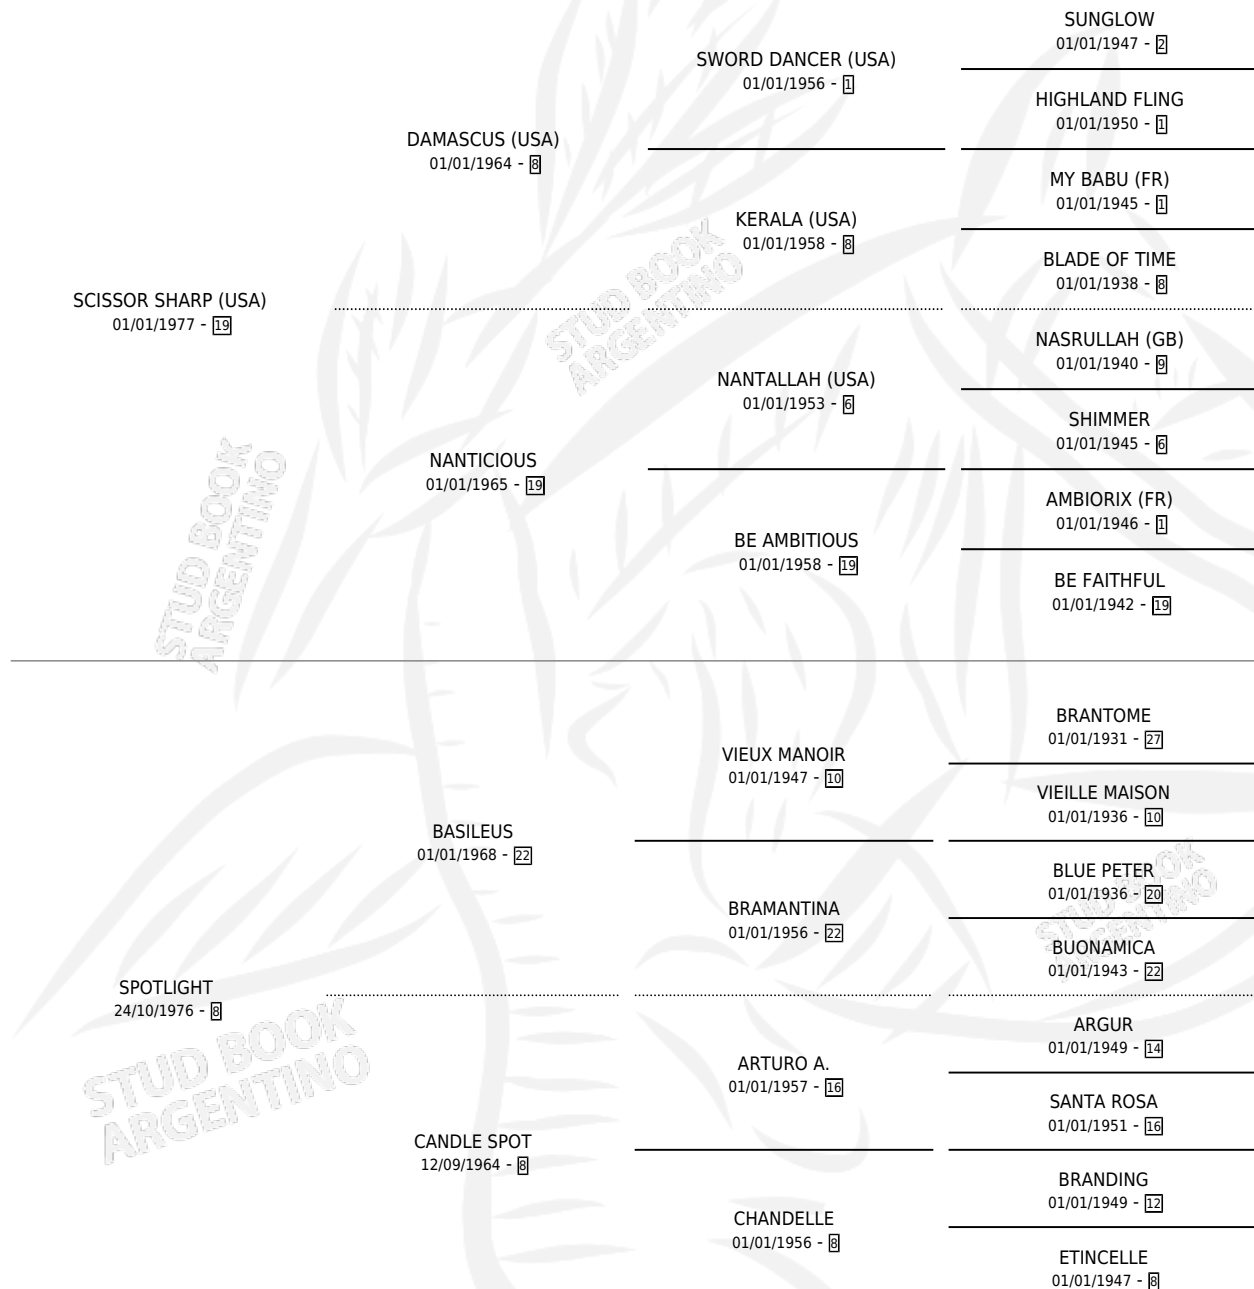 SUNGLOW
01/01/1947 - 2
SWORD DANCER (USA)
01/01/1956 - 1
HIGHLAND FLING
01/01/1950 - 1
DAMASCUS (USA)
01/01/1964 - 8
MY BABU (FR)
01/01/1945 - 1
KERALA (USA)
01/01/1958 - 8
BLADE OF TIME
01/01/1938 - 8
SCISSOR SHARP (USA)
01/01/1977 - 19
STUD BOOK
ARGENTINO
NASRULLAH (GB)
01/01/1940 - 9
NANTALLAH (USA)
01/01/1953 - 6
SHIMMER
01/01/1945 - 6
NANTICIOUS
01/01/1965 - 19
AMBIORIX (FR)
01/01/1946 - 1
BE AMBITIOUS
01/01/1958 - 19
BE FAITHFUL
01/01/1942 - 19
STUD BOOK
ARGENTINO
BRANTOME
01/01/1931 - 27
VIEUX MANOIR
01/01/1947 - 10
VIEILLE MAISON
01/01/1936 - 10
BASILEUS
01/01/1968 - 22
BLUE PETER
01/01/1936 - 20
BRAMANTINA
01/01/1956 - 22
STUD BOOK
ARGENTINO
BUONAMICA
01/01/1943 - 22
SPOTLIGHT
24/10/1976 - 8
STUD BOOK
ARGENTINO
ARGUR
01/01/1949 - 14
ARTURO A.
01/01/1957 - 16
SANTA ROSA
01/01/1951 - 16
CANDLE SPOT
12/09/1964 - 8
BRANDING
01/01/1949 - 12
CHANDELLE
01/01/1956 - 8
ETINCELLE
01/01/1947 - 8